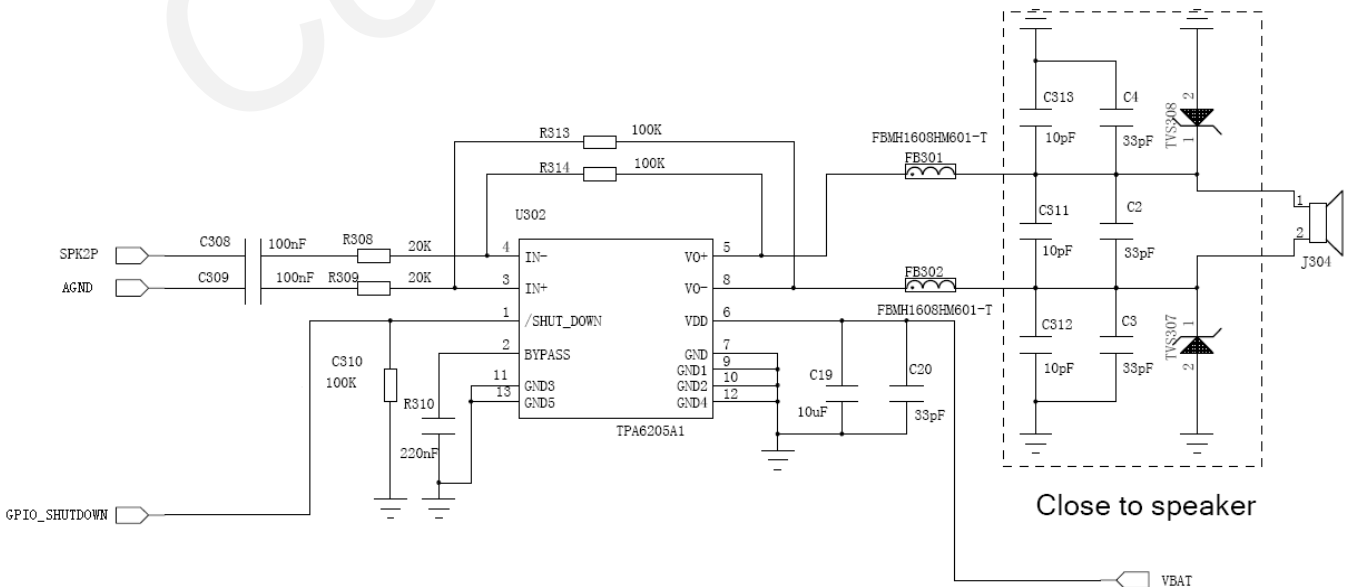 C313
C4
10pF
33pF
TVS308
2
1
R313
100K
R314
100K
FBMH1608HM601-T
FB301
C311
C2
10pF
33pF
1
2
J304
U302
SPK2P
C308
100nF
R308
20K
4
IN-
VO+
5
AGND
C309
100nF
R309
20K
3
IN+
VO-
8
FB302
FBMH1608HM601-T
1
/SHUT_DOWN
VDD
6
C312
C3
10pF
33pF
TVS307
1
2
2
BYPASS
GND
7
GND1
9
C310
100K
11
GND3
GND2
10
13
GND5
GND4
12
R310
220nF
C19
10uF
C20
33pF
TPA6205A1
GPIO_SHUTDOWN
Close to speaker
VBAT